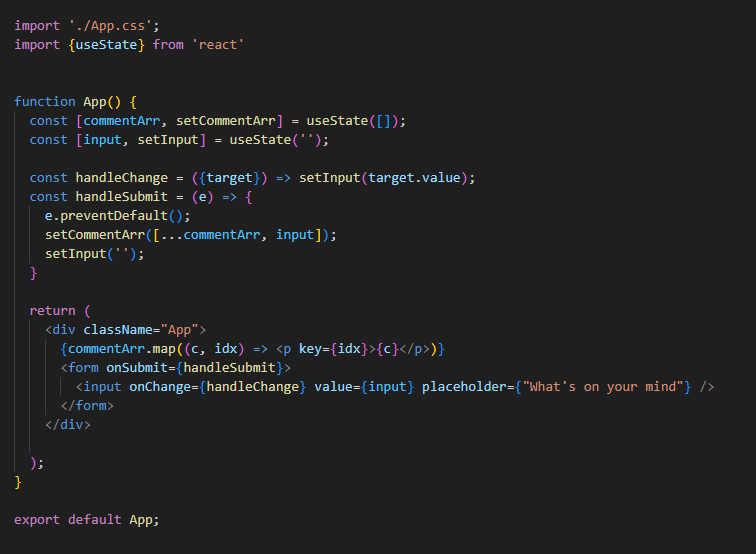 import './App.css';
import {useState} from 'react'
function App() {
const [commentArr, setCommentArr] = useState([]);
const [input, setInput] = useState('');
const handleChange = ({target}) => setInput(target.value);
const handleSubmit = (e) => {
e.preventDefault();
setCommentArr([...commentArr, input]);
setInput('');
}
return (
<div className="App">
{commentArr.map((c, idx) => <p key={idx}>{c}</p>)}
<form onSubmit={handleSubmit}>
<input onChange={handleChange} value={input} placeholder={"What's on your mind"} />
</form>
</div>
);
}
export default App;